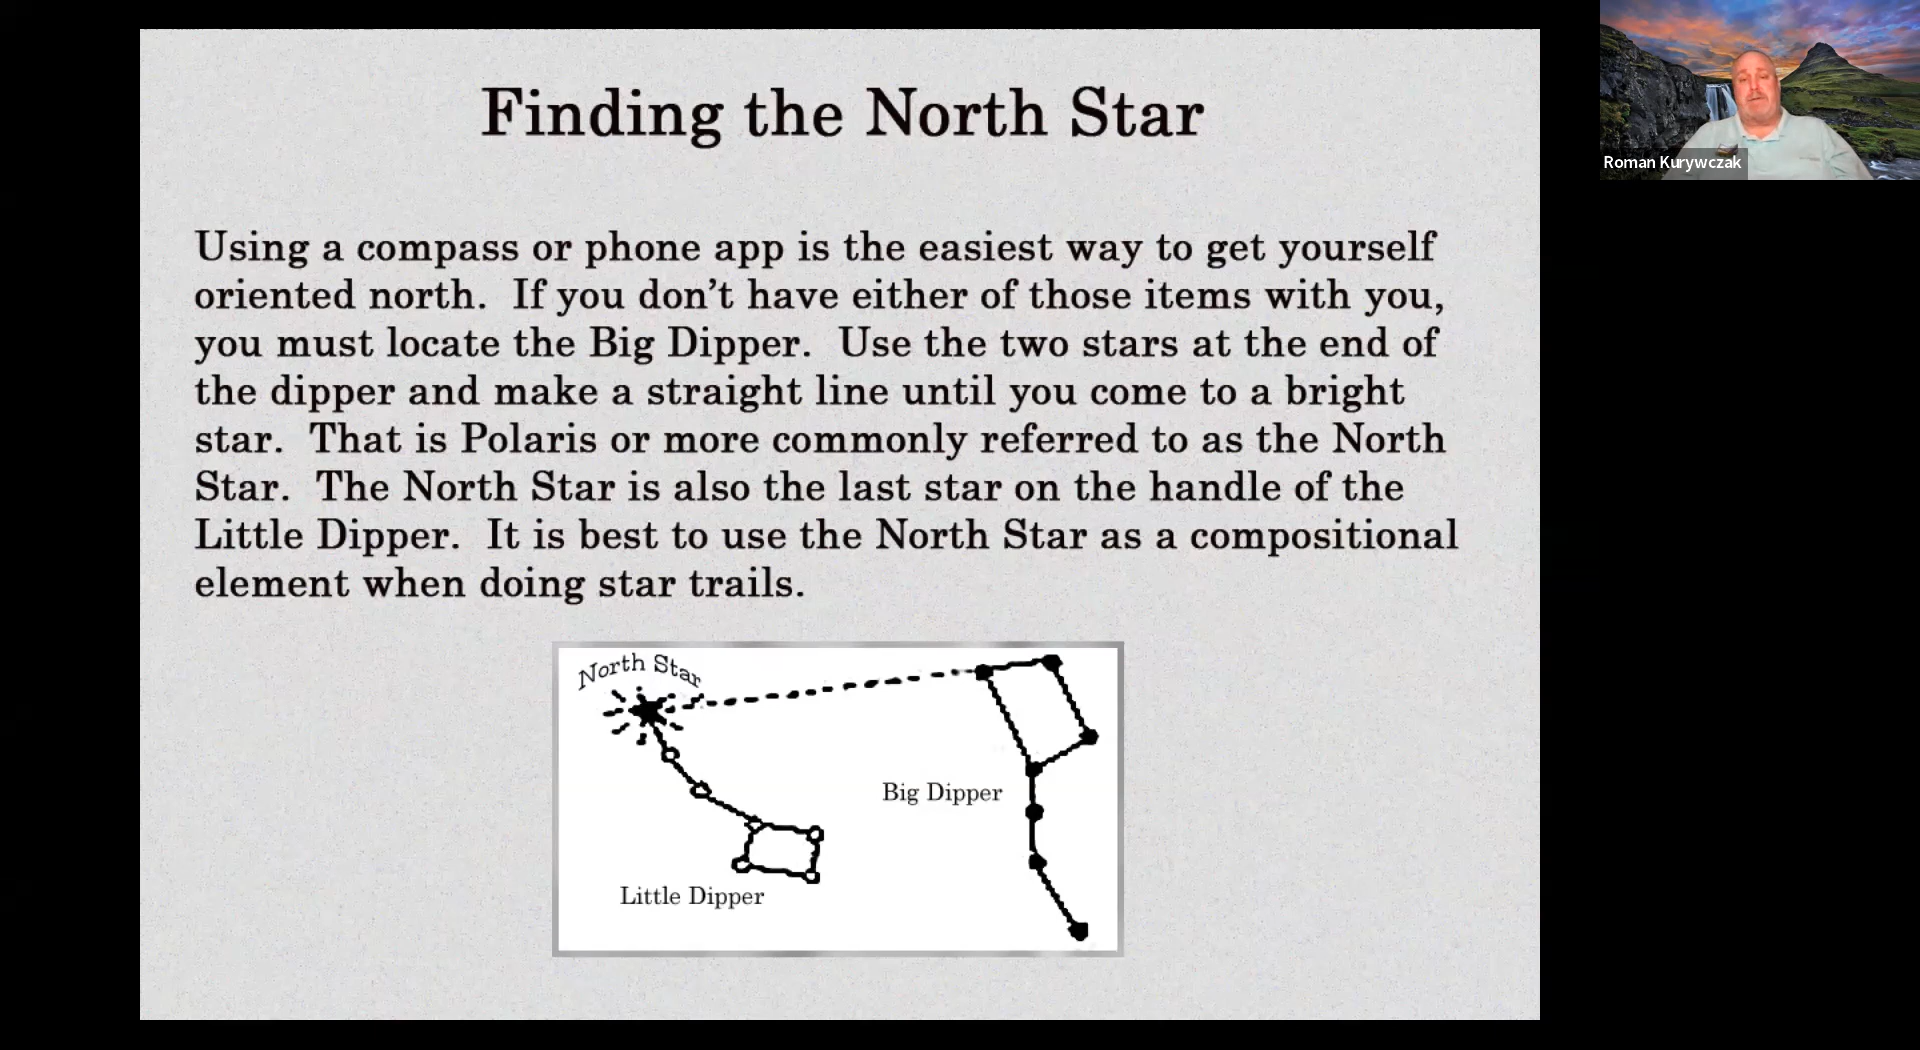 Finding the North Star
Using a compass or phone app is the easiest way to get yourself
oriented north.  If you don't have either of those items with you,
you must locate the Big Dipper.  Use the two stars at the end of
the dipper and make a straight line until you come to a bright
star.  That is Polaris or more commonly referred to as the North
Star.  The North Star is also the last star on the handle of the
Little Dipper.  It is best to use the North Star as a compositional
element when doing star trails.
North Star
Big Dipper
Little Dipper
Roman Kurywczak